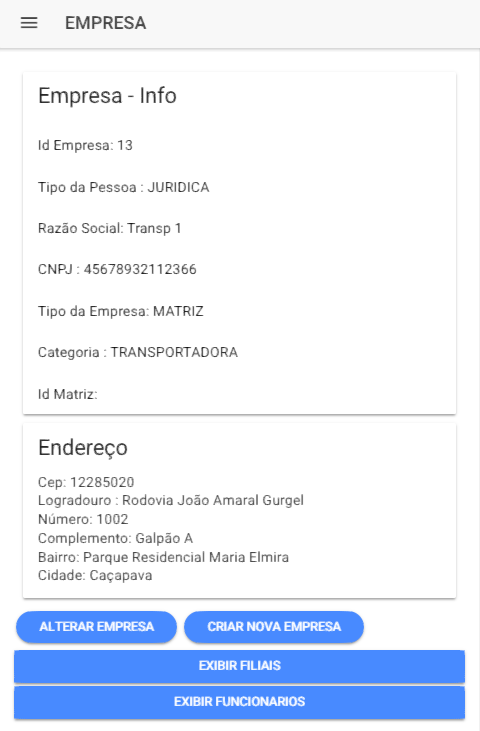 EMPRESA
Empresa - Info
Id Empresa: 13
Tipo da Pessoa : JURIDICA
Razão Social: Transp 1
CNPJ : 45678932112366
Tipo da Empresa: MATRIZ
Categoria : TRANSPORTADORA
Id Matriz:
Endereço
Cep: 12285020
Logradouro : Rodovia João Amaral Gurgel
Número: 1002
Complemento: Galpão A
Bairro: Parque Residencial Maria Elmira
Cidade: Caçapava
ALTERAR EMPRESA CRIAR NOVA EMPRESA
EXIBIR FILIAIS
EXIBIR FUNCIONARIOS